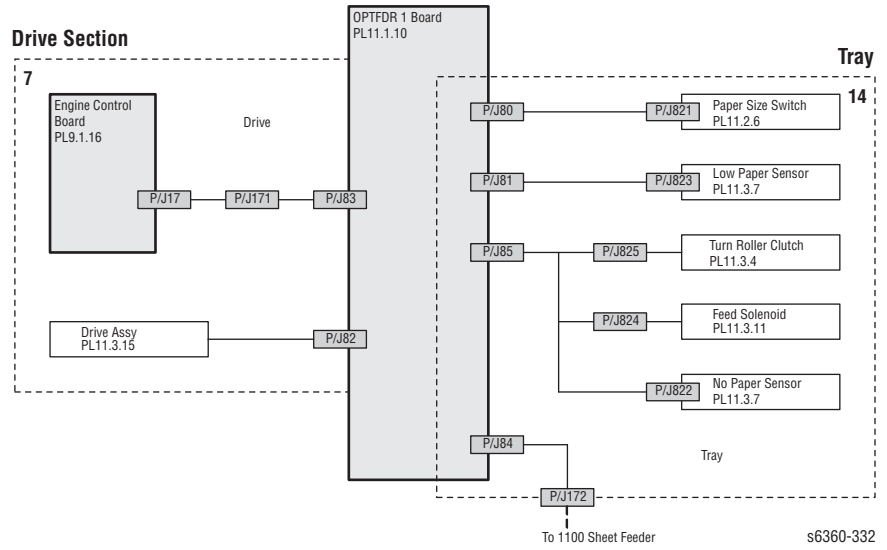 OPTFDR 1 Board
PL11.1.10
Drive Section
Tray
7
14
Engine Control
Board
PL9.1.16
Drive
P/J17
P/J171
P/J83
Drive Assy
PL11.3.15
P/J82
P/J80
P/J821
Paper Size Switch
PL11.2.6
P/J81
P/J823
Low Paper Sensor
PL11.3.7
P/J85
P/J825
Turn Roller Clutch
PL11.3.4
P/J824
Feed Solenoid
PL11.3.11
P/J822
No Paper Sensor
PL11.3.7
P/J84
Tray
P/J172
To 1100 Sheet Feeder
s6360-332